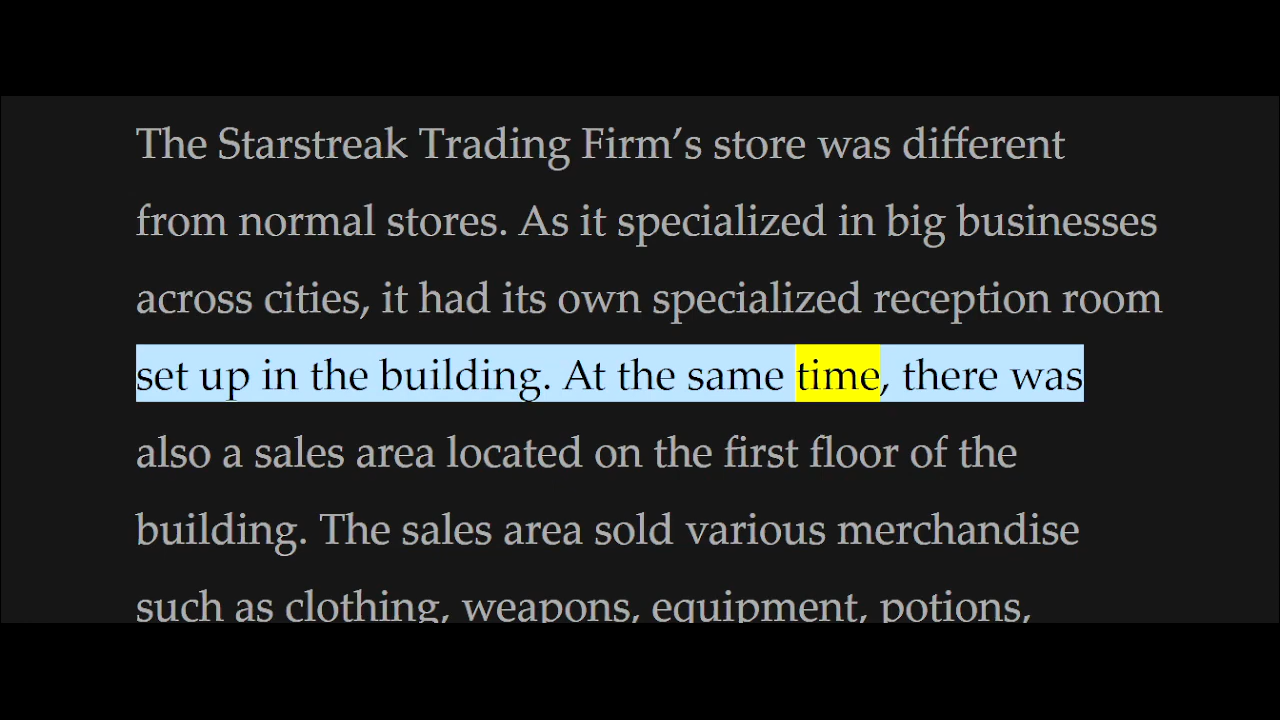 The Starstreak Trading Firm’s store was different
from normal stores. As it specialized in big businesses
across cities, it had its own specialized reception room
set up in the building. At the same time, there was
also a sales area located on the first floor of the
building. The sales area sold various merchandise
such as clothing, weapons, equipment, potions,